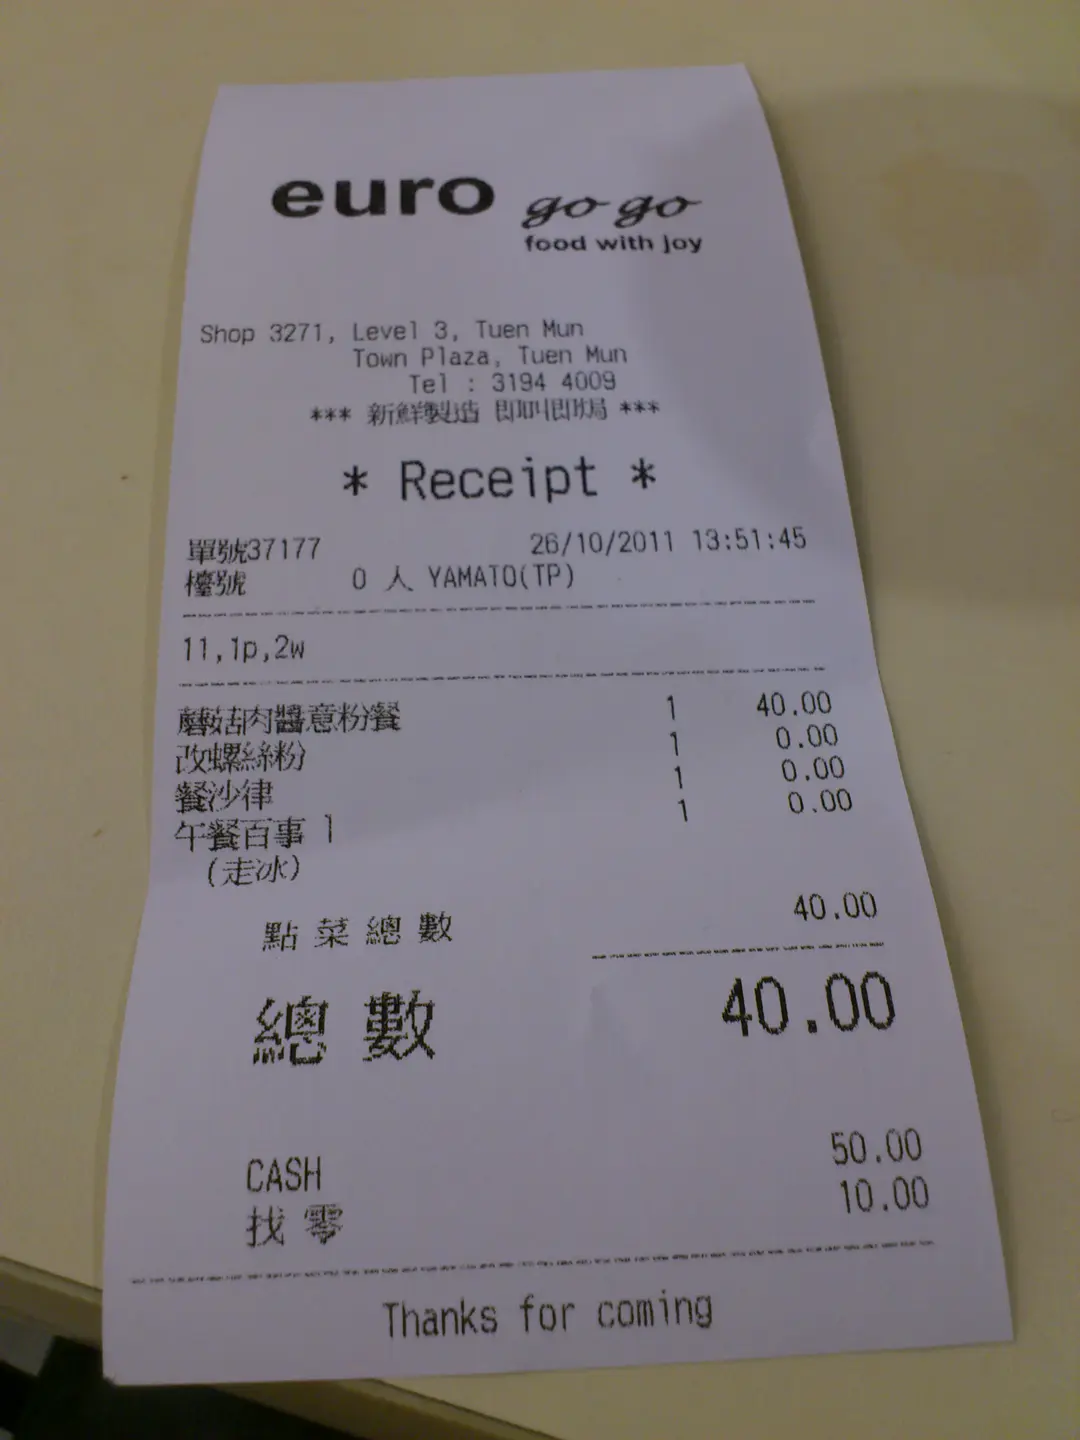 euro go go
food with joy
Shop 3271, Level 3, Tuen Mun
Town Plaza, Tuen Mun
Tel : 3194 4009
*** 新鮮製造 即叫即焗 ***
* Receipt *
單號37177 26/10/2011 13:51:45
檯號 0 人 YAMATO(TP)
11,1p,2w
蘑菇肉醬意粉餐 1 40.00
改螺絲粉 1 0.00
餐沙律 1 0.00
午餐百事 1 1 0.00
(走冰)
點菜總數 40.00
總數 40.00
CASH 50.00
找零 10.00
Thanks for coming